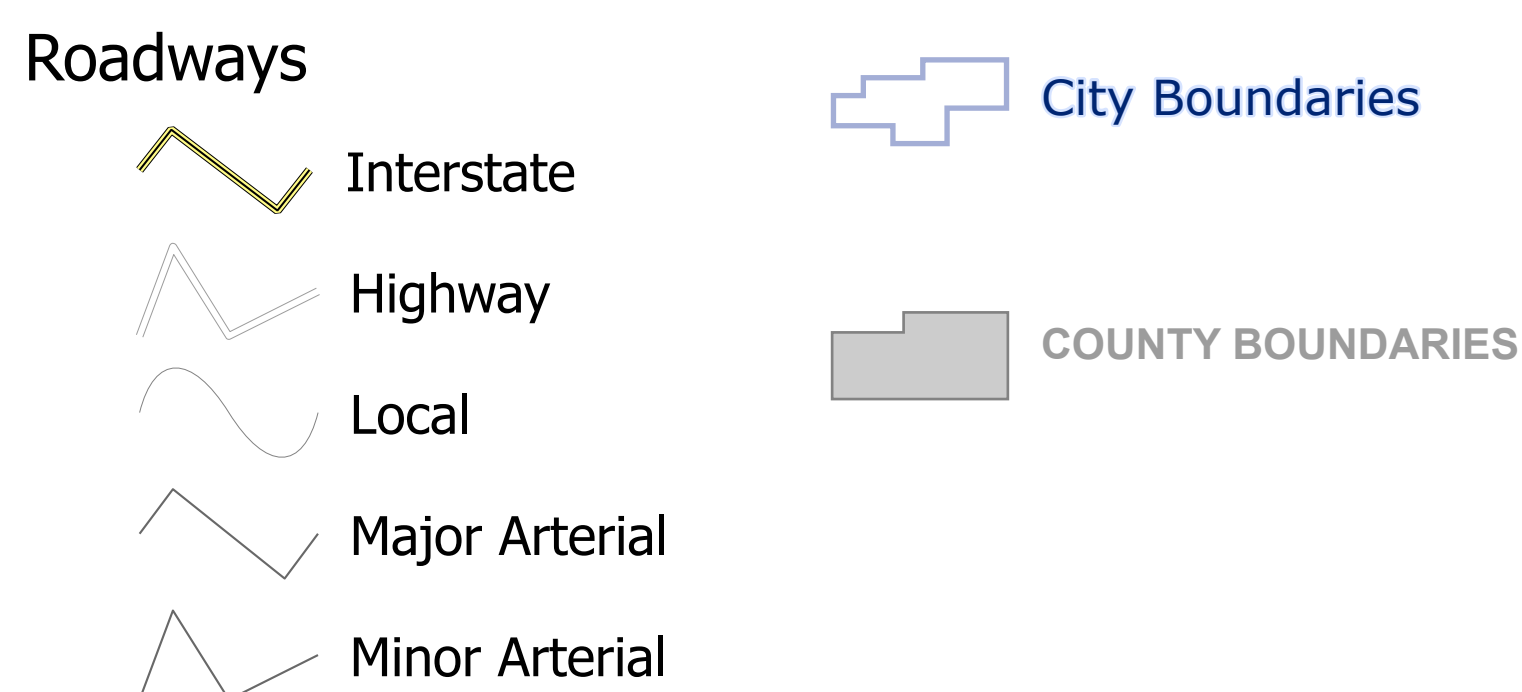 Roadways
Interstate
Highway
Local
Major Arterial
Minor Arterial
City Boundaries
COUNTY BOUNDARIES